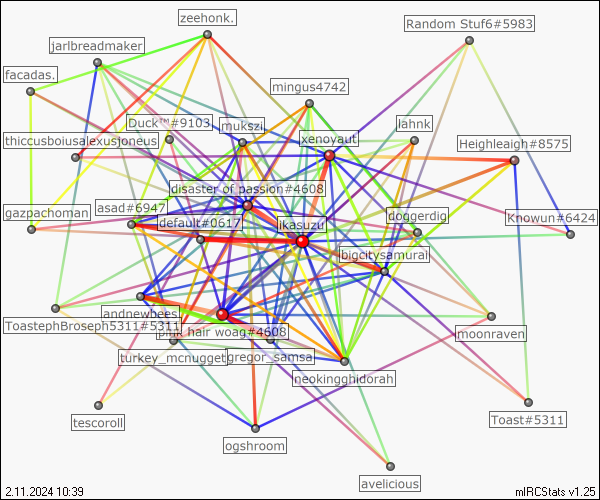 zeehonk.
Random Stuf6#5983
jarlbreadmaker
facadas.
mingus4742
Duck™#9103
mukszi
lahnk
thiccusboiusalexusjoneus
xenoyaut
Heighleaigh#8575
disaster of passion#4608
gazpachoman
asad#6947
default#0617
ikasuzu
doggerdig
Knowun#6424
bigcitysamurai
andnewhees
ToastephBroseph5311#5311
pink hair woag#4608
moonraven
turkey_mcnugget
gregor_samsa
neokingghidorah
tescoroll
Toast#5311
ogshroom
avelicious
2.11.2024 10:39
mIRCStats v1.25